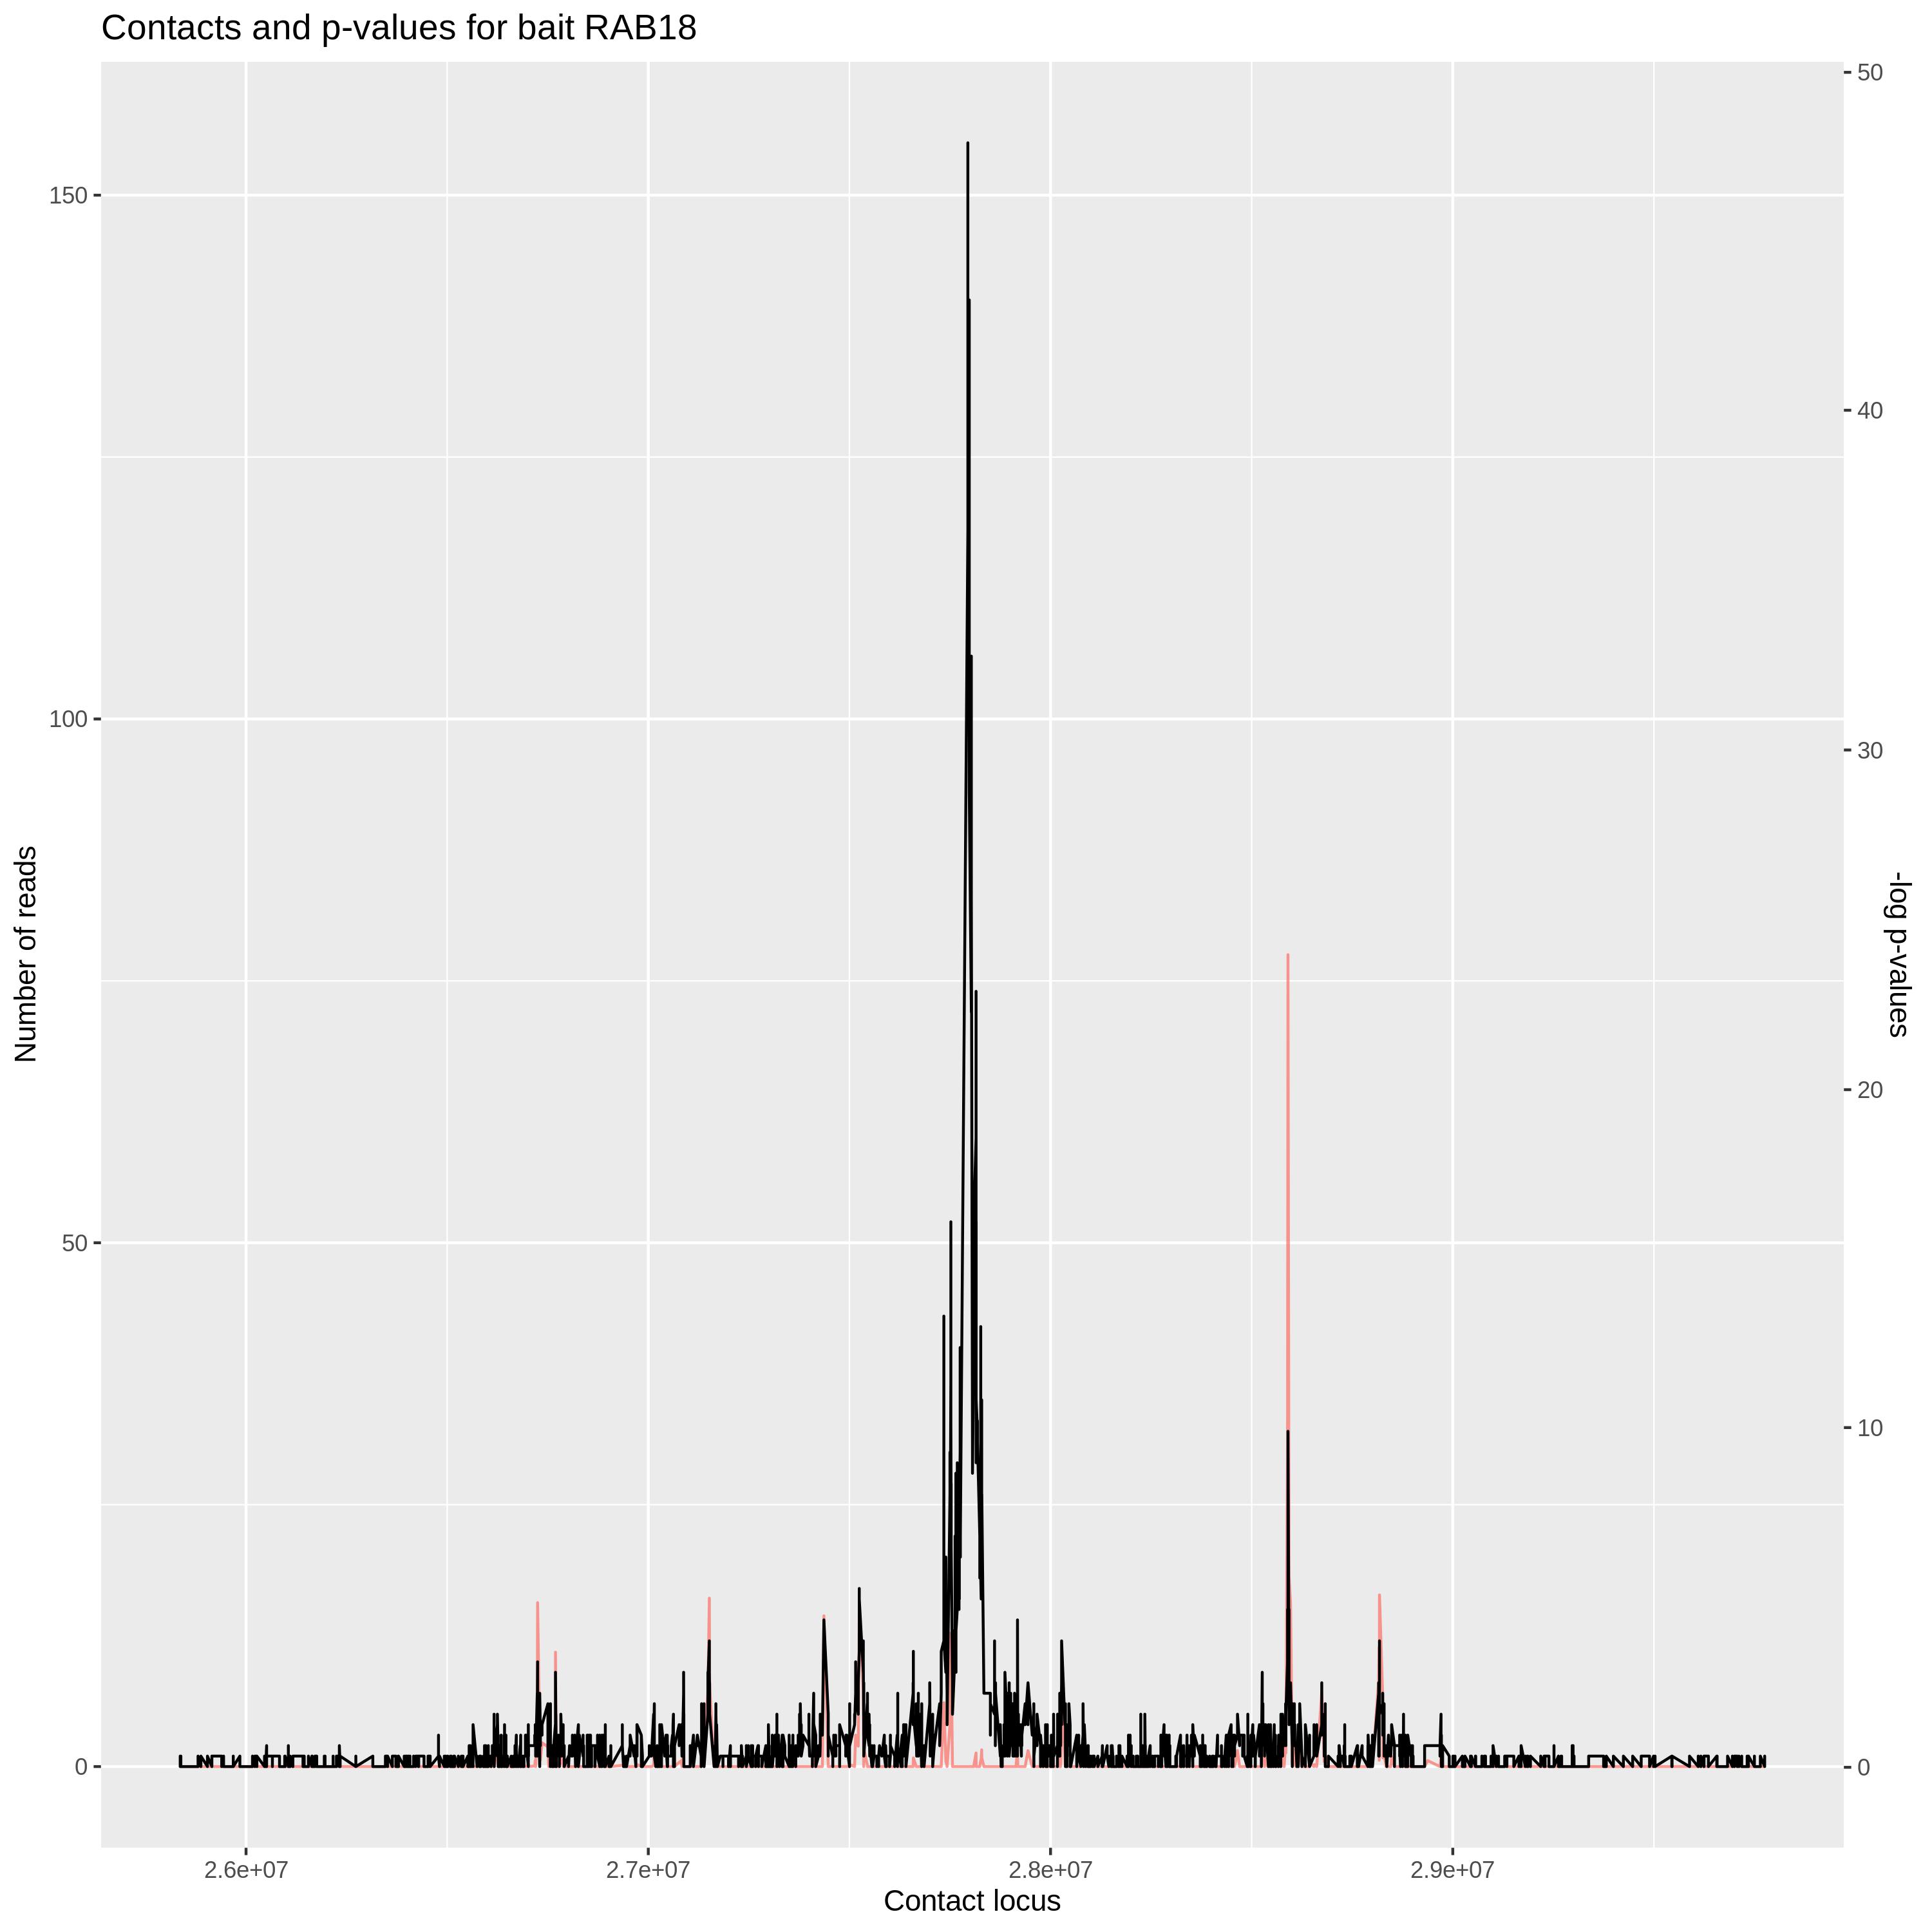 Contacts and p-values for bait RAB18
150
100
50
0
Number of reads
50
40
30
20
10
0
-log p-values
2.6e+07
2.7e+07
2.8e+07
2.9e+07
Contact locus